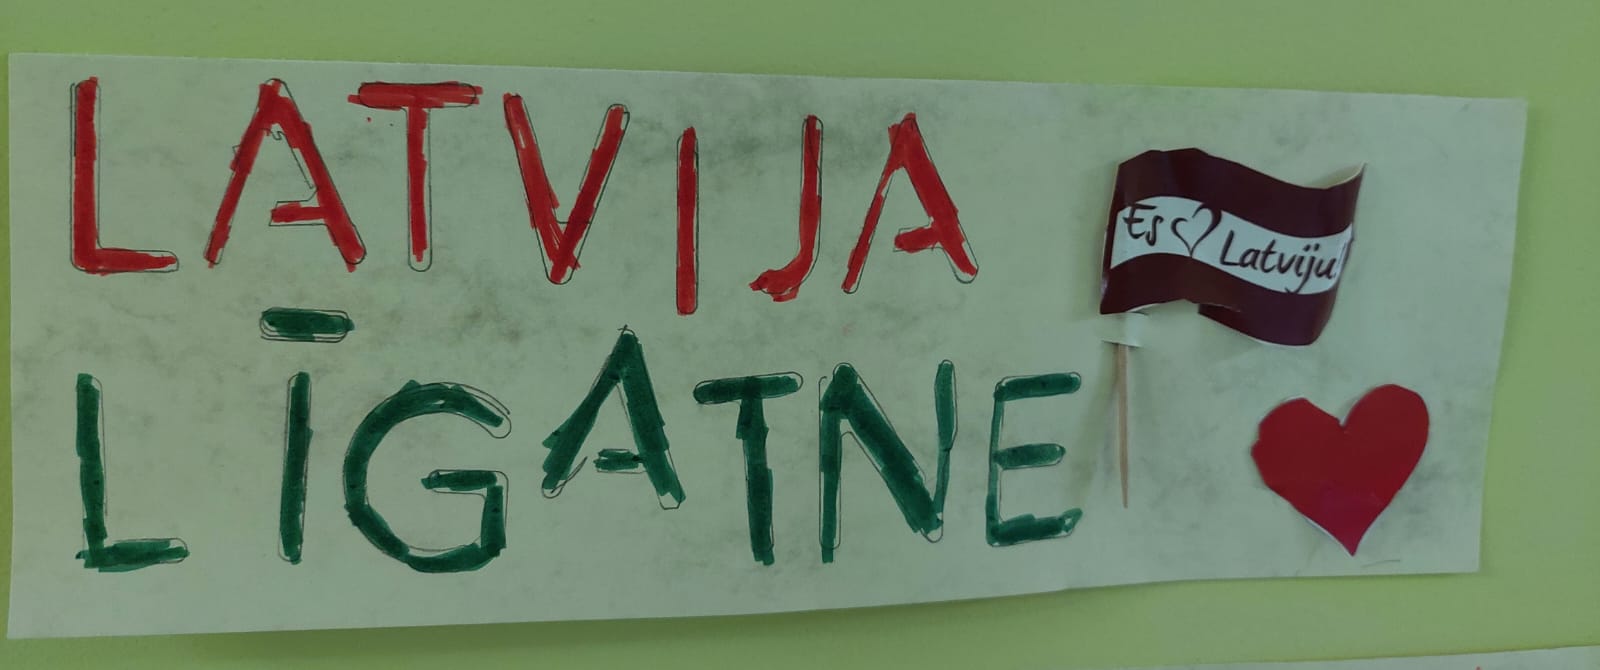 LATVIJA
LĪGATNE
Es ♡ Latviju!